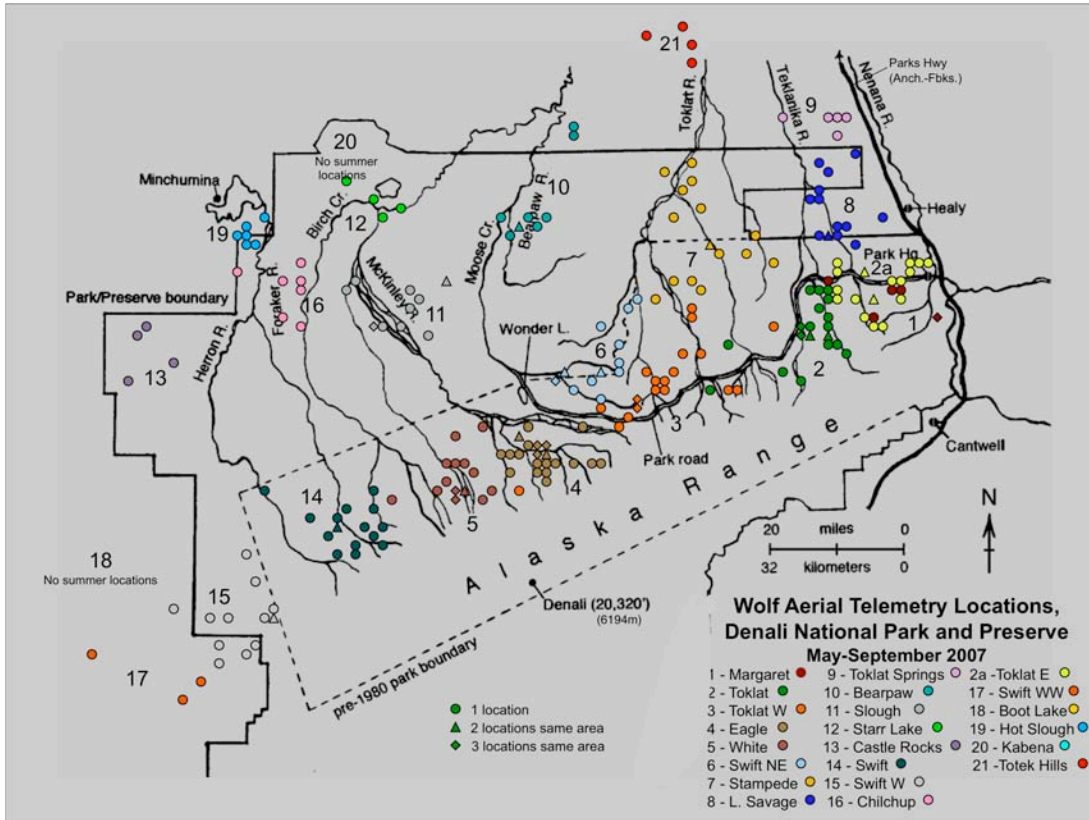 21
Parks Hwy
(Anch.-Fbks.)
Nenana R.
Toklat R.
Teklanika R.
9
20
No summer
locations
Minchumina
Birch Cr.
12
10
Bearpaw R.
Moose Cr.
8
Healy
19
Park Hq.
2a
McKinley R.
7
Park/Preserve boundary
Foraker R.
16
11
Wonder L.
1
Herron R.
6
13
2
3
Cantwell
Park road
4
14
5
Alaska Range
N
20 miles 0
32 kilometers 0
18
No summer locations
15
Denali (20,320')
(6194m)
17
pre-1980 park boundary
1 location
2 locations same area
3 locations same area
Wolf Aerial Telemetry Locations,
Denali National Park and Preserve
May-September 2007
1 - Margaret 9 - Toklat Springs 2a -Toklat E
2 - Toklat 10 - Bearpaw 17 - Swift WW
3 - Toklat W 11 - Slough 18 - Boot Lake
4 - Eagle 12 - Starr Lake 19 - Hot Slough
5 - White 13 - Castle Rocks 20 - Kabena
6 - Swift NE 14 - Swift 21 -Totek Hills
7 - Stampede 15 - Swift W
8 - L. Savage 16 - Chilchup